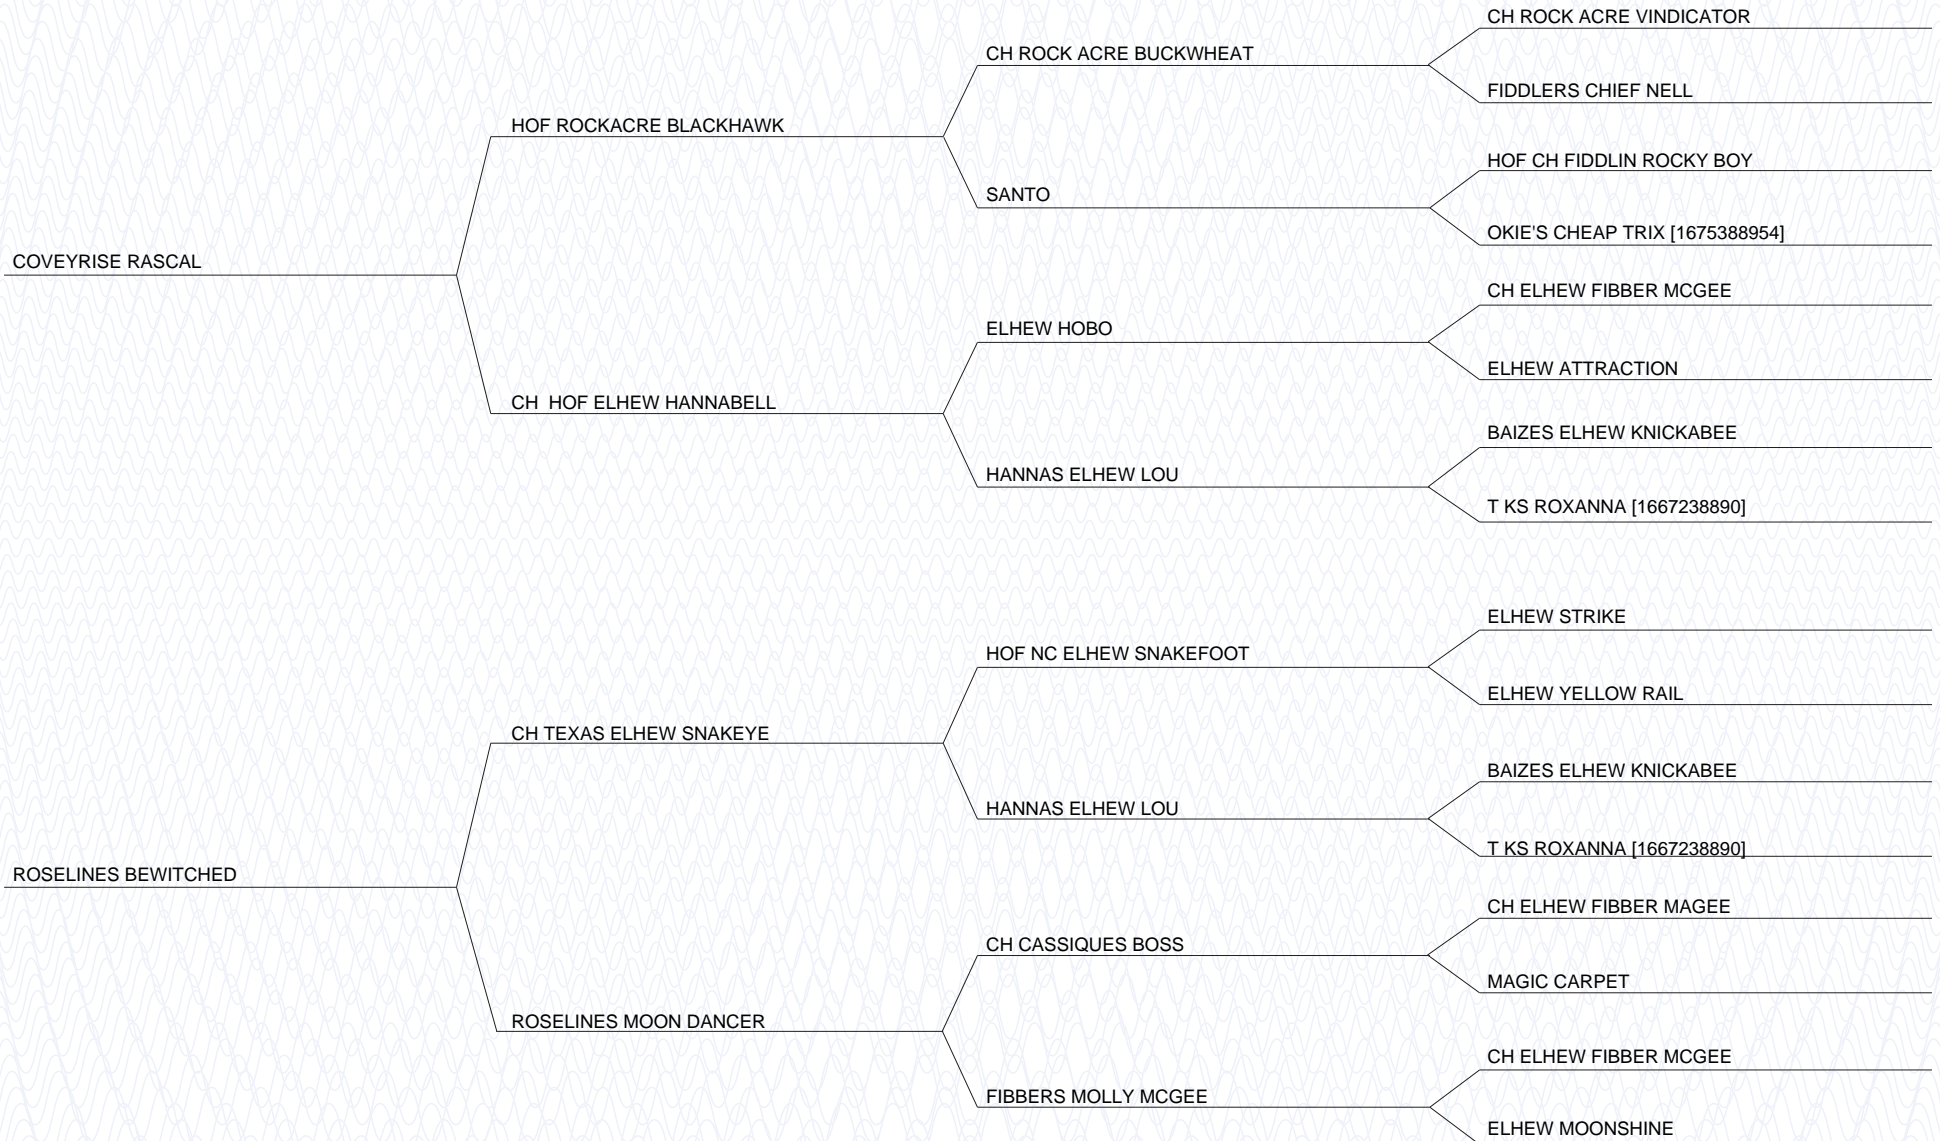 CH ROCK ACRE VINDICATOR
CH ROCK ACRE BUCKWHEAT
FIDDLERS CHIEF NELL
HOF ROCKACRE BLACKHAWK
HOF CH FIDDLIN ROCKY BOY
SANTO
OKIE'S CHEAP TRIX [1675388954]
COVEYRISE RASCAL
CH ELHEW FIBBER MCGEE
ELHEW HOBO
ELHEW ATTRACTION
CH HOF ELHEW HANNABELL
BAIZES ELHEW KNICKABEE
HANNAS ELHEW LOU
T KS ROXANNA [1667238890]
ELHEW STRIKE
HOF NC ELHEW SNAKEFOOT
ELHEW YELLOW RAIL
CH TEXAS ELHEW SNAKEYE
BAIZES ELHEW KNICKABEE
HANNAS ELHEW LOU
T KS ROXANNA [1667238890]
ROSELINES BEWITCHED
CH ELHEW FIBBER MAGEE
CH CASSIQUES BOSS
MAGIC CARPET
ROSELINES MOON DANCER
CH ELHEW FIBBER MCGEE
FIBBERS MOLLY MCGEE
ELHEW MOONSHINE